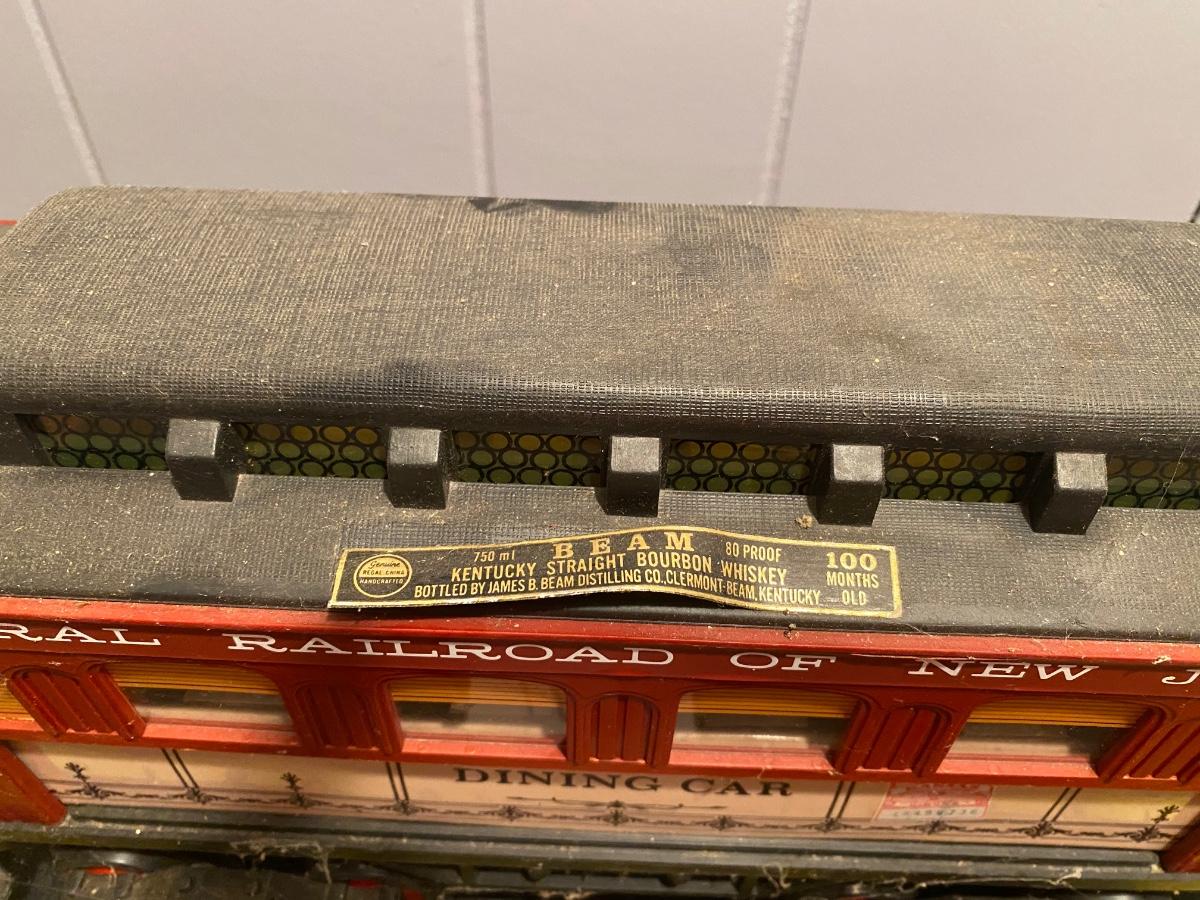 Genuine
REGAL CHINA
HANDCRAFTED
750 ml BEAM 80 PROOF
KENTUCKY STRAIGHT BOURBON WHISKEY
BOTTLED BY JAMES B. BEAM DISTILLING CO. CLERMONT-BEAM, KENTUCKY
100
MONTHS
OLD
RAL RAILROAD OF NEW J
DINING CAR